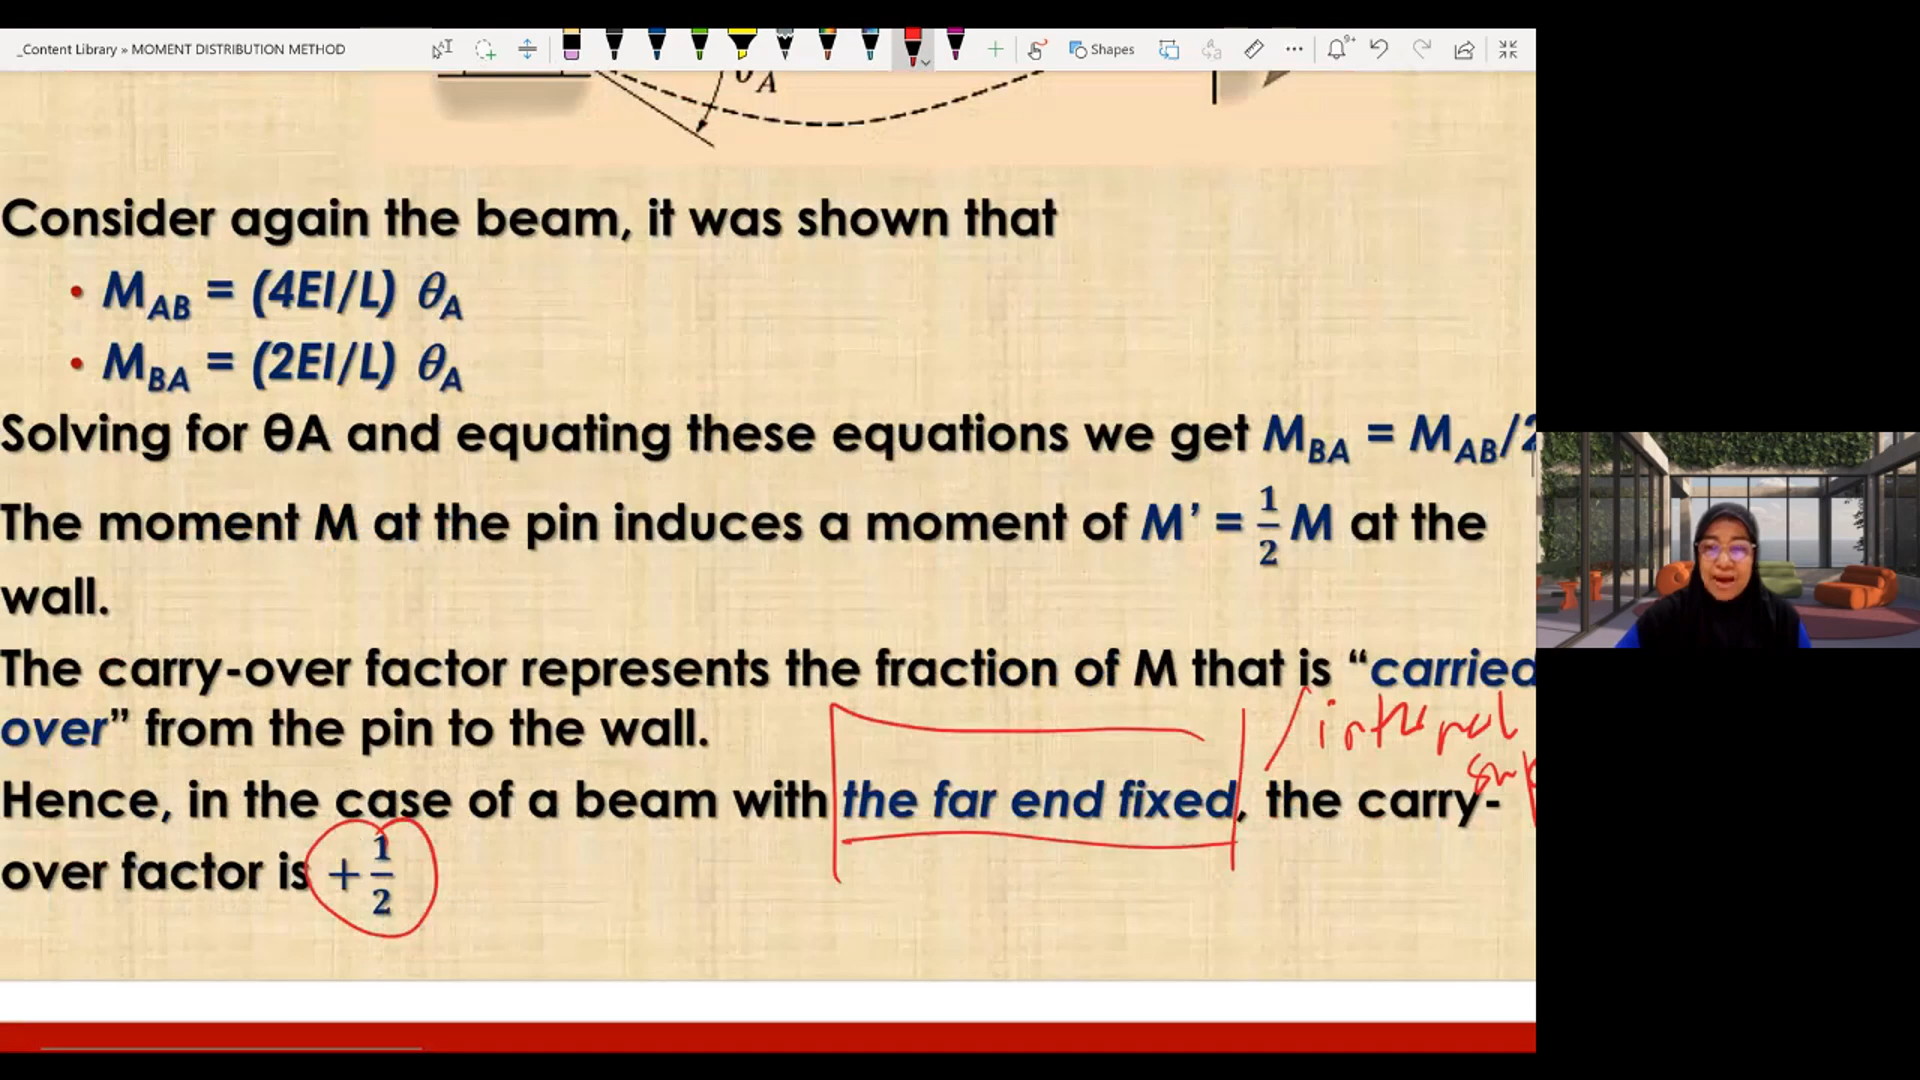 _Content Library » MOMENT DISTRIBUTION METHOD
Shapes
9+
θA
Consider again the beam, it was shown that
• MAB = (4EI/L) θA
• MBA = (2EI/L) θA
Solving for θA and equating these equations we get MBA = MAB/2
The moment M at the pin induces a moment of M’ = 1/2 M at the
wall.
The carry-over factor represents the fraction of M that is “carried
over” from the pin to the wall.
/ internal
Hence, in the case of a beam with the far end fixed, the carry-
over factor is + 1/2